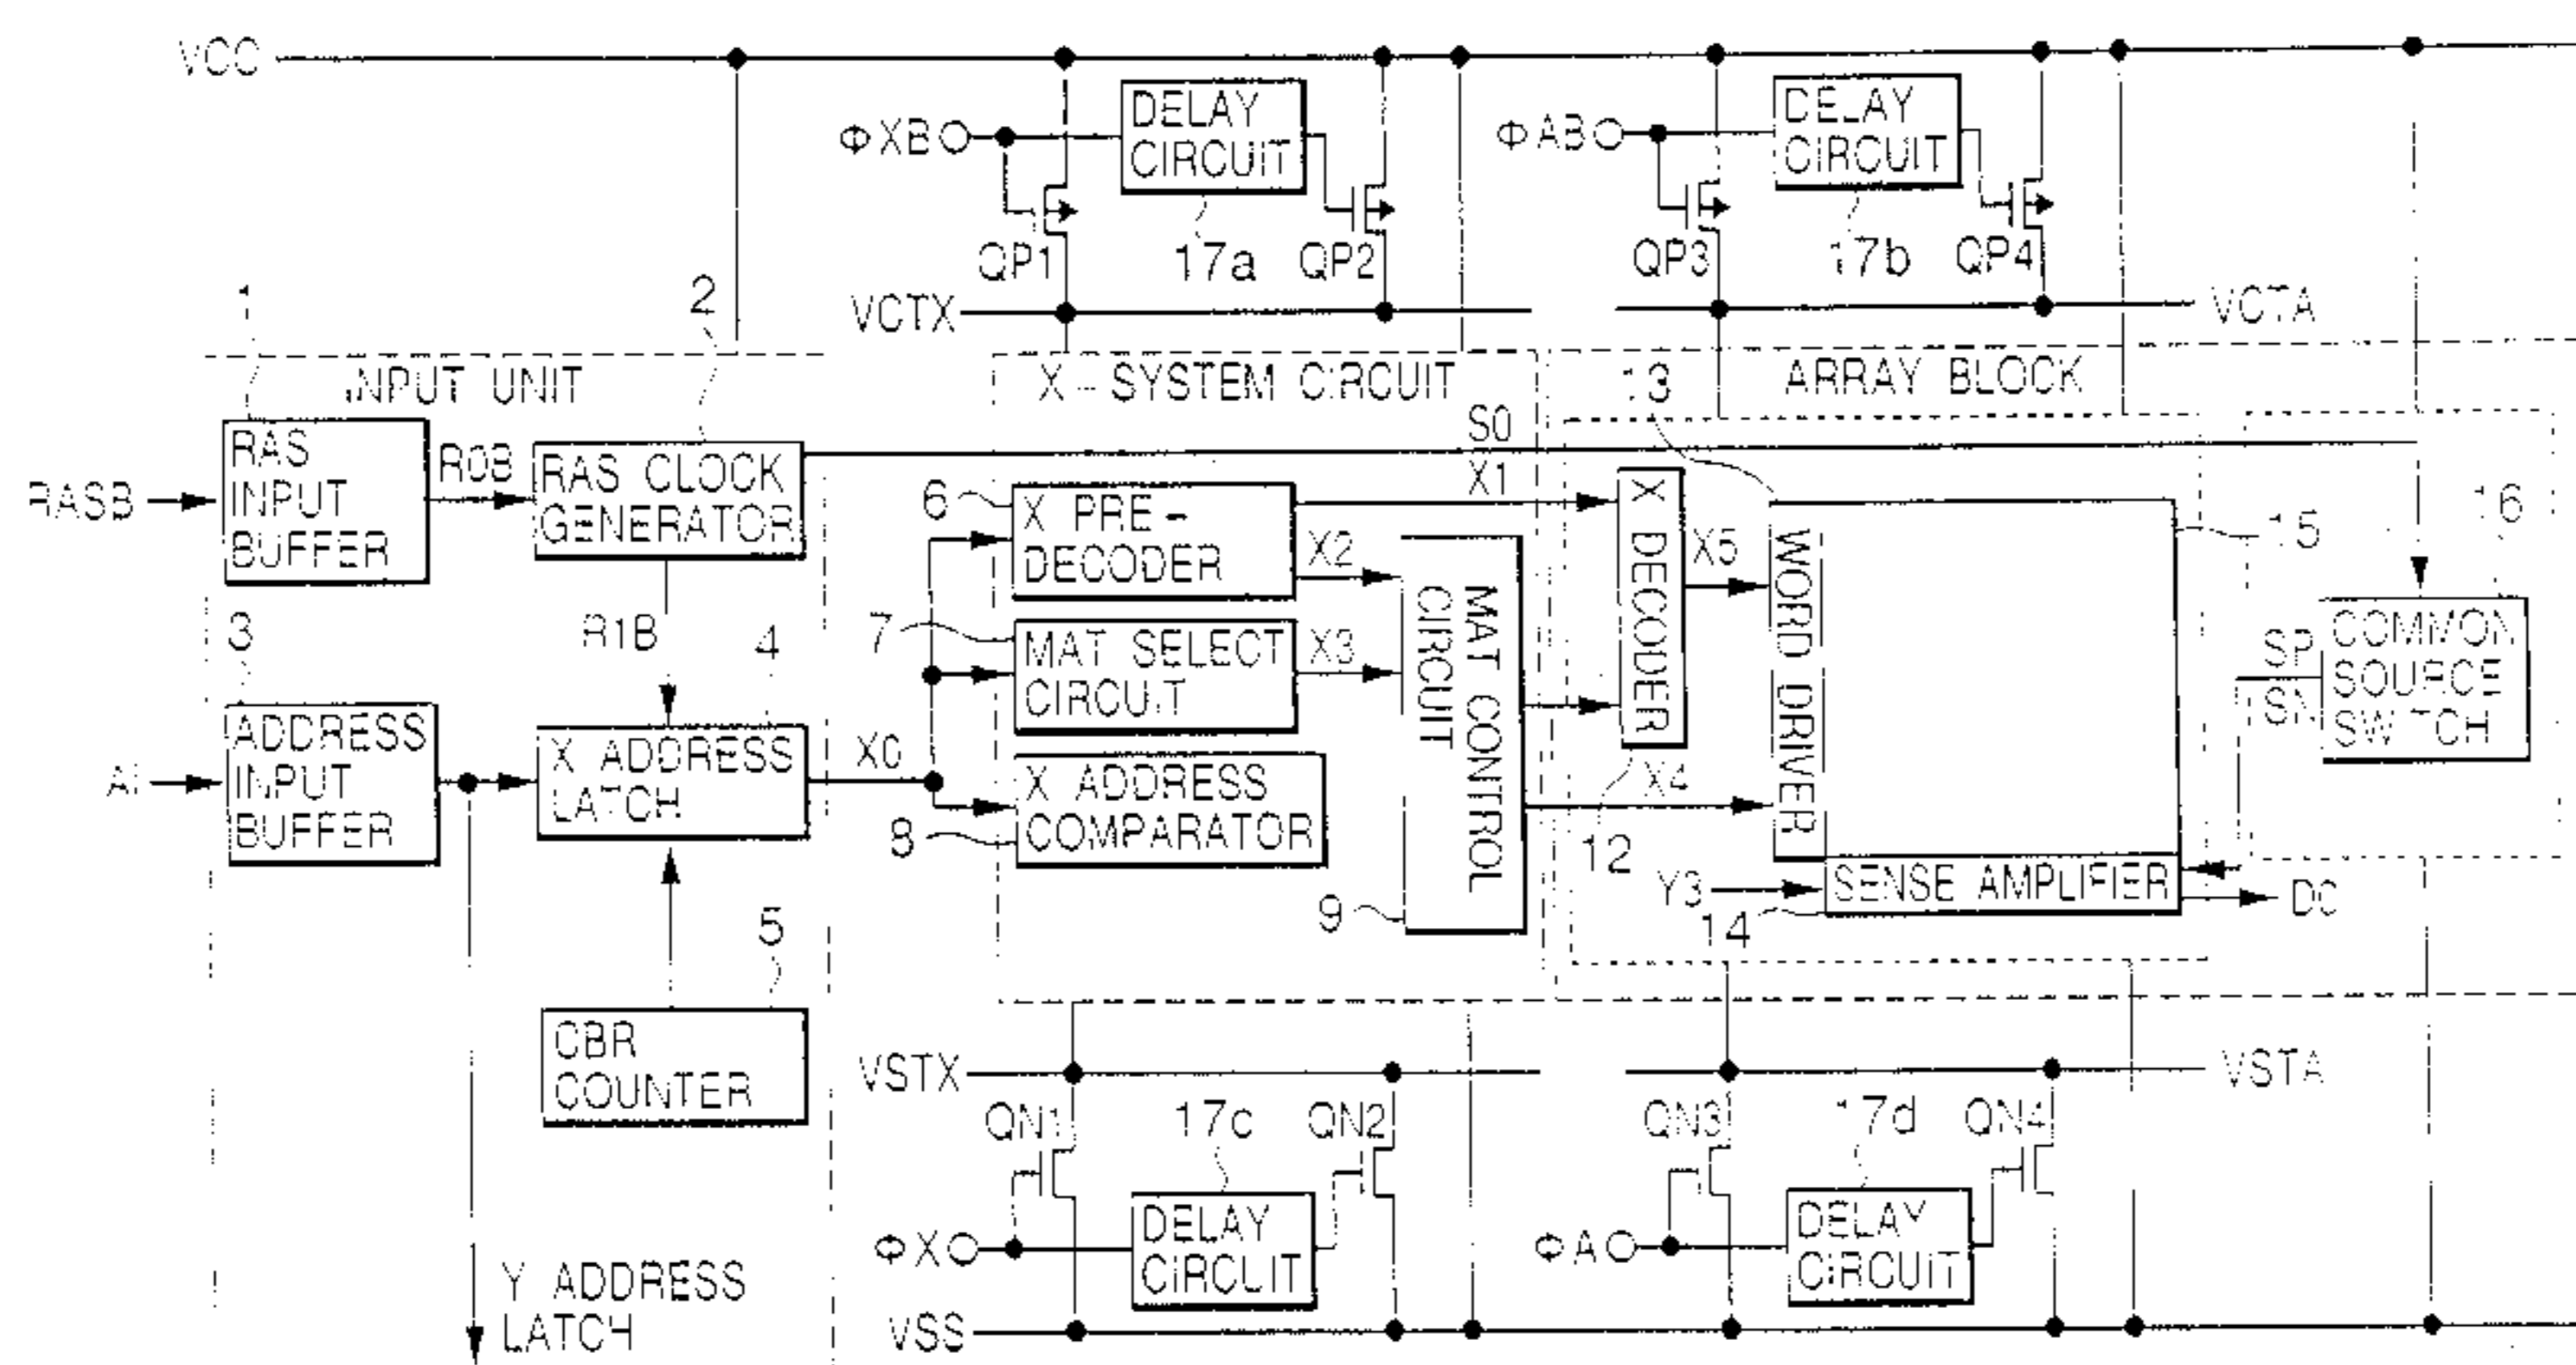 VCC
ΦXB
DELAY
CIRCUIT
ΦAB
DELAY
CIRCUIT
QP1
17a
QP2
QP3
17b
QP4
1
2
VCTX
VCTA
INPUT UNIT
X-SYSTEM CIRCUIT
13
ARRAY BLOCK
RAS
INPUT
BUFFER
R0B
RAS CLOCK
GENERATOR
S0
X1
RASB
6
X PRE-
DECODER
X2
X DECODER
X5
WORD DRIVER
15
16
3
R1B
4
7
MAT SELECT
CIRCUIT
X3
MAT CONTROL
CIRCUIT
SP
SN
COMMON
SOURCE
SWITCH
ADDRESS
INPUT
BUFFER
X ADDRESS
LATCH
X0
X ADDRESS
COMPARATOR
X4
Ai
8
12
9
Y3
SENSE AMPLIFIER
14
5
CBR
COUNTER
VSTX
VSTA
QN1
17c
QN2
QN3
17d
QN4
ΦX
DELAY
CIRCUIT
ΦA
DELAY
CIRCUIT
Y ADDRESS
LATCH
VSS